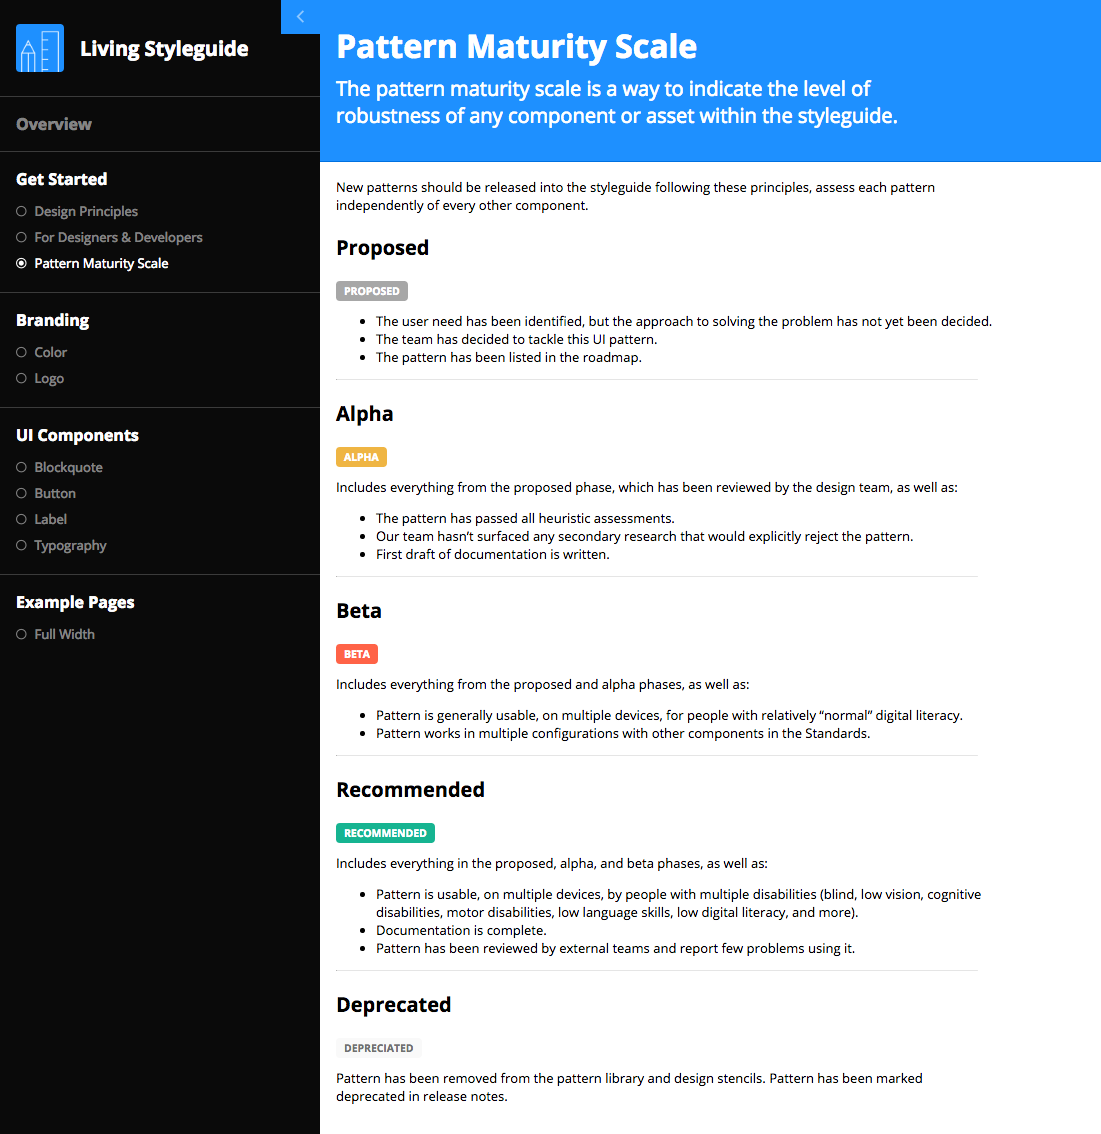 Living Styleguide
Overview
Get Started
Design Principles
For Designers & Developers
Pattern Maturity Scale
Branding
Color
Logo
UI Components
Blockquote
Button
Label
Typography
Example Pages
Full Width
Pattern Maturity Scale
The pattern maturity scale is a way to indicate the level of
robustness of any component or asset within the styleguide.
New patterns should be released into the styleguide following these principles, assess each pattern
independently of every other component.
Proposed
PROPOSED
• The user need has been identified, but the approach to solving the problem has not yet been decided.
• The team has decided to tackle this UI pattern.
• The pattern has been listed in the roadmap.
Alpha
ALPHA
Includes everything from the proposed phase, which has been reviewed by the design team, as well as:
• The pattern has passed all heuristic assessments.
• Our team hasn’t surfaced any secondary research that would explicitly reject the pattern.
• First draft of documentation is written.
Beta
BETA
Includes everything from the proposed and alpha phases, as well as:
• Pattern is generally usable, on multiple devices, for people with relatively “normal” digital literacy.
• Pattern works in multiple configurations with other components in the Standards.
Recommended
RECOMMENDED
Includes everything in the proposed, alpha, and beta phases, as well as:
• Pattern is usable, on multiple devices, by people with multiple disabilities (blind, low vision, cognitive
disabilities, motor disabilities, low language skills, low digital literacy, and more).
• Documentation is complete.
• Pattern has been reviewed by external teams and report few problems using it.
Deprecated
DEPRECIATED
Pattern has been removed from the pattern library and design stencils. Pattern has been marked
deprecated in release notes.